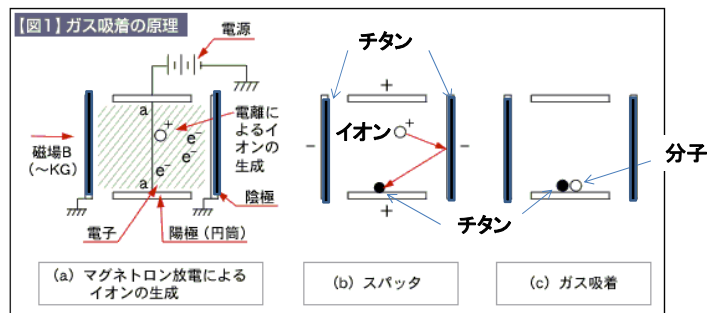 【図1】ガス吸着の原理
電源
チタン
a
+
電離に
よるイ
オンの
生成
e⁻
e⁻
e⁻
e⁻
a
磁場B
(~KG)
陰極
電子
陽極(円筒)
(a) マグネトロン放電による
イオンの生成
+
イオン
+
-
-
+
チタン
(b) スパッタ
分子
(c) ガス吸着